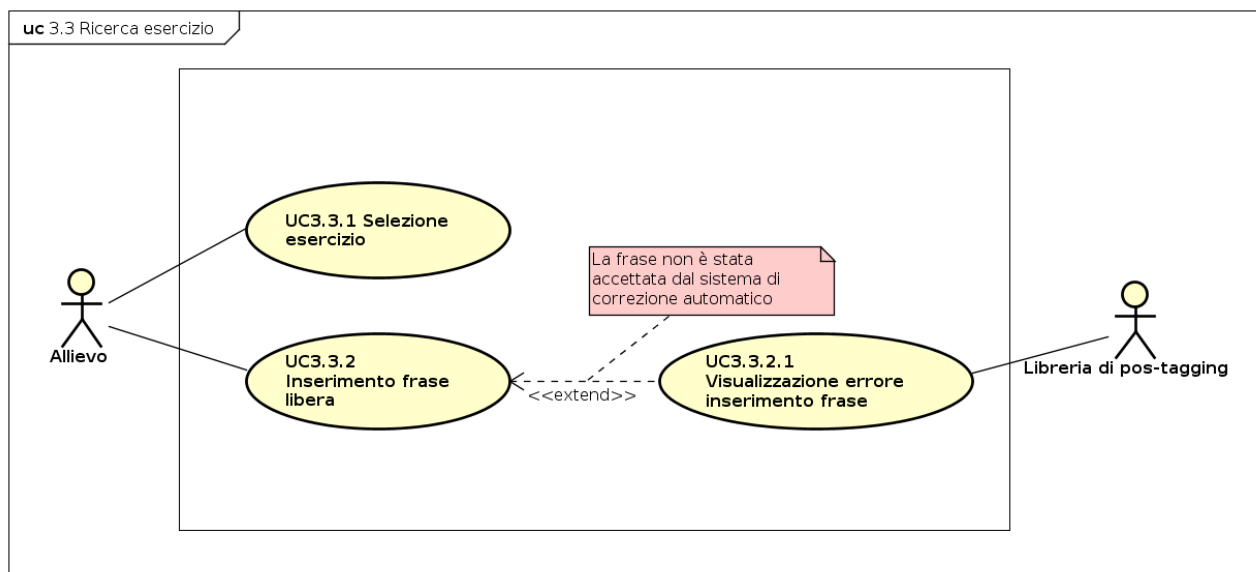 uc 3.3 Ricerca esercizio
UC3.3.1 Selezione
esercizio
La frase non è stata
accettata dal sistema di
correzione automatico
Allievo
UC3.3.2
Inserimento frase
libera
<<extend>>
UC3.3.2.1
Visualizzazione errore
inserimento frase
Libreria di pos-tagging